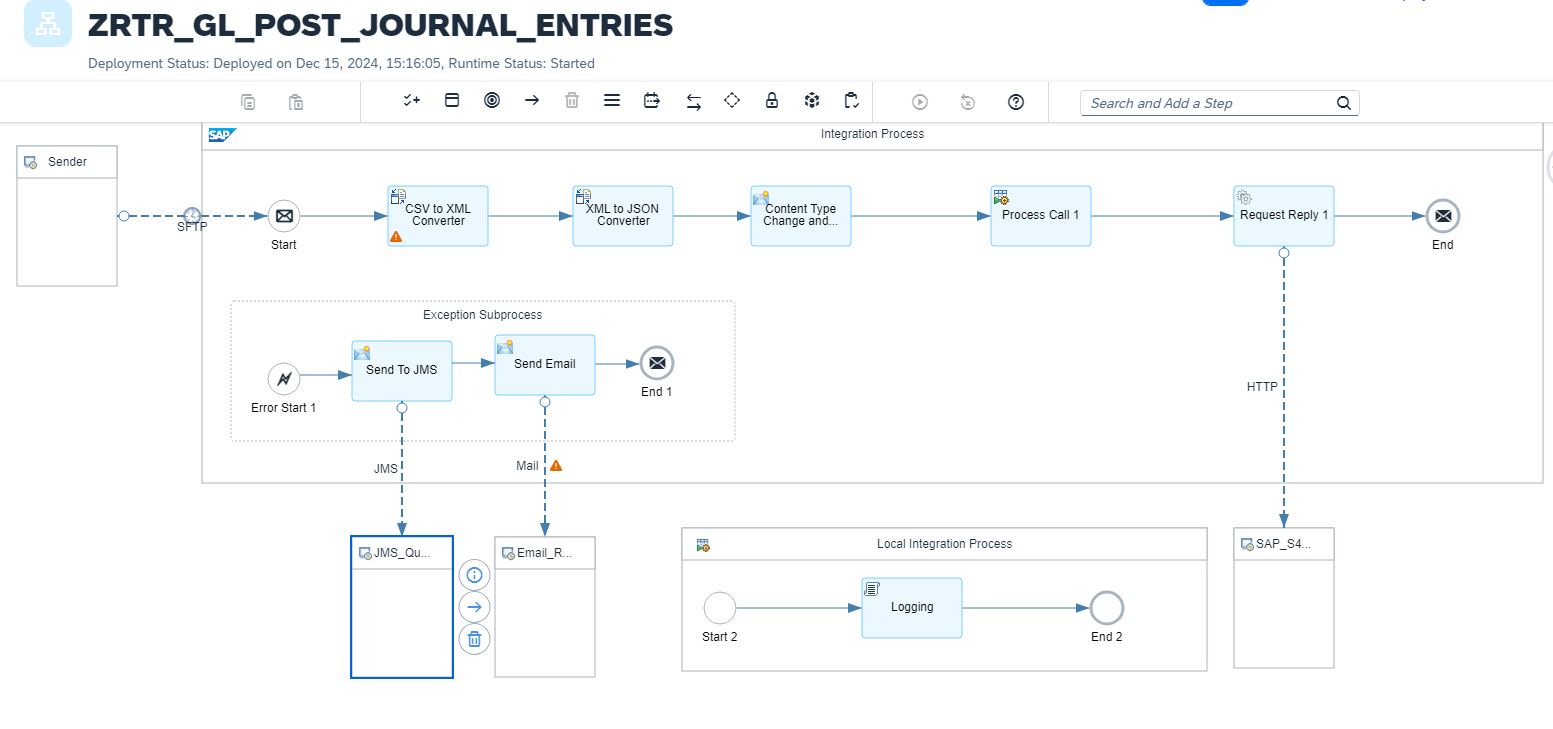 ZRTR_GL_POST_JOURNAL_ENTRIES
Deployment Status: Deployed on Dec 15, 2024, 15:16:05, Runtime Status: Started
Search and Add a Step
SAP
Integration Process
Sender
SFTP
Start
CSV to XML
Converter
XML to JSON
Converter
Content Type
Change and...
Process Call 1
Request Reply 1
End
Exception Subprocess
Error Start 1
Send To JMS
Send Email
End 1
JMS
Mail
HTTP
JMS_Qu...
Email_R...
Local Integration Process
Start 2
Logging
End 2
SAP_S4...